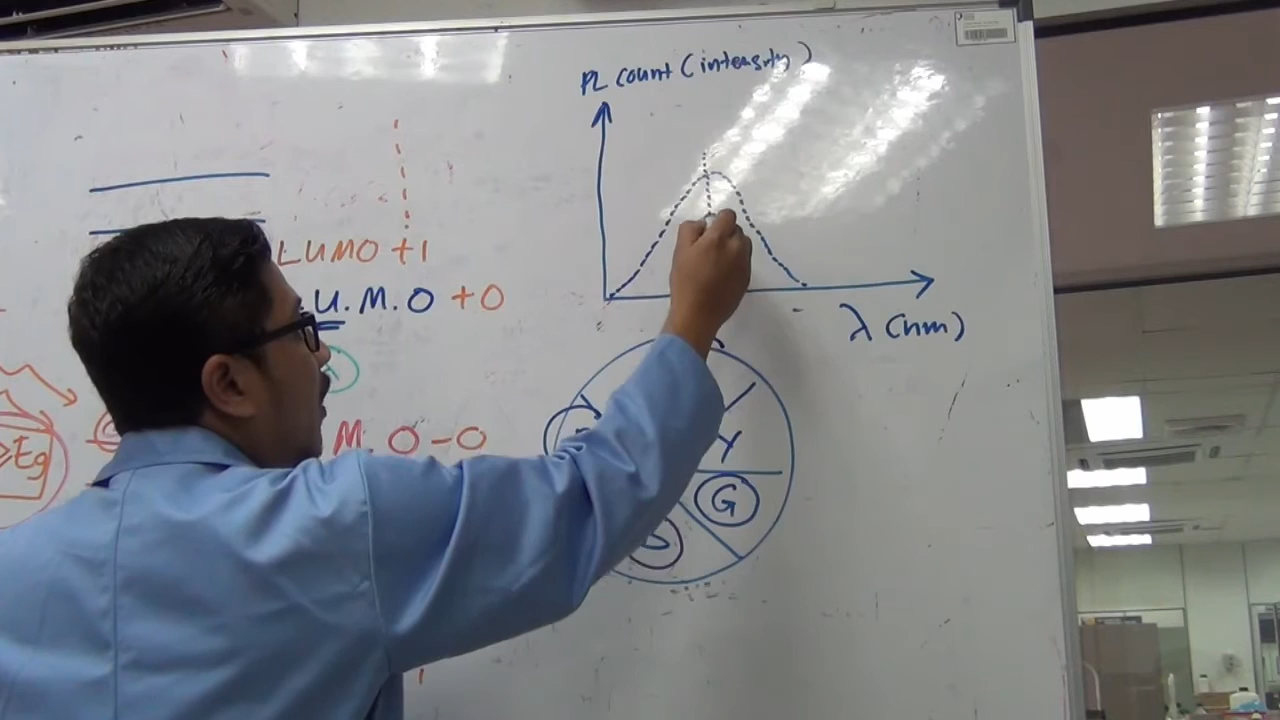 PL count (intensity)
LUMO +1
.U.M.O +0
λ (nm)
>Eg
M.O-0
Y
G